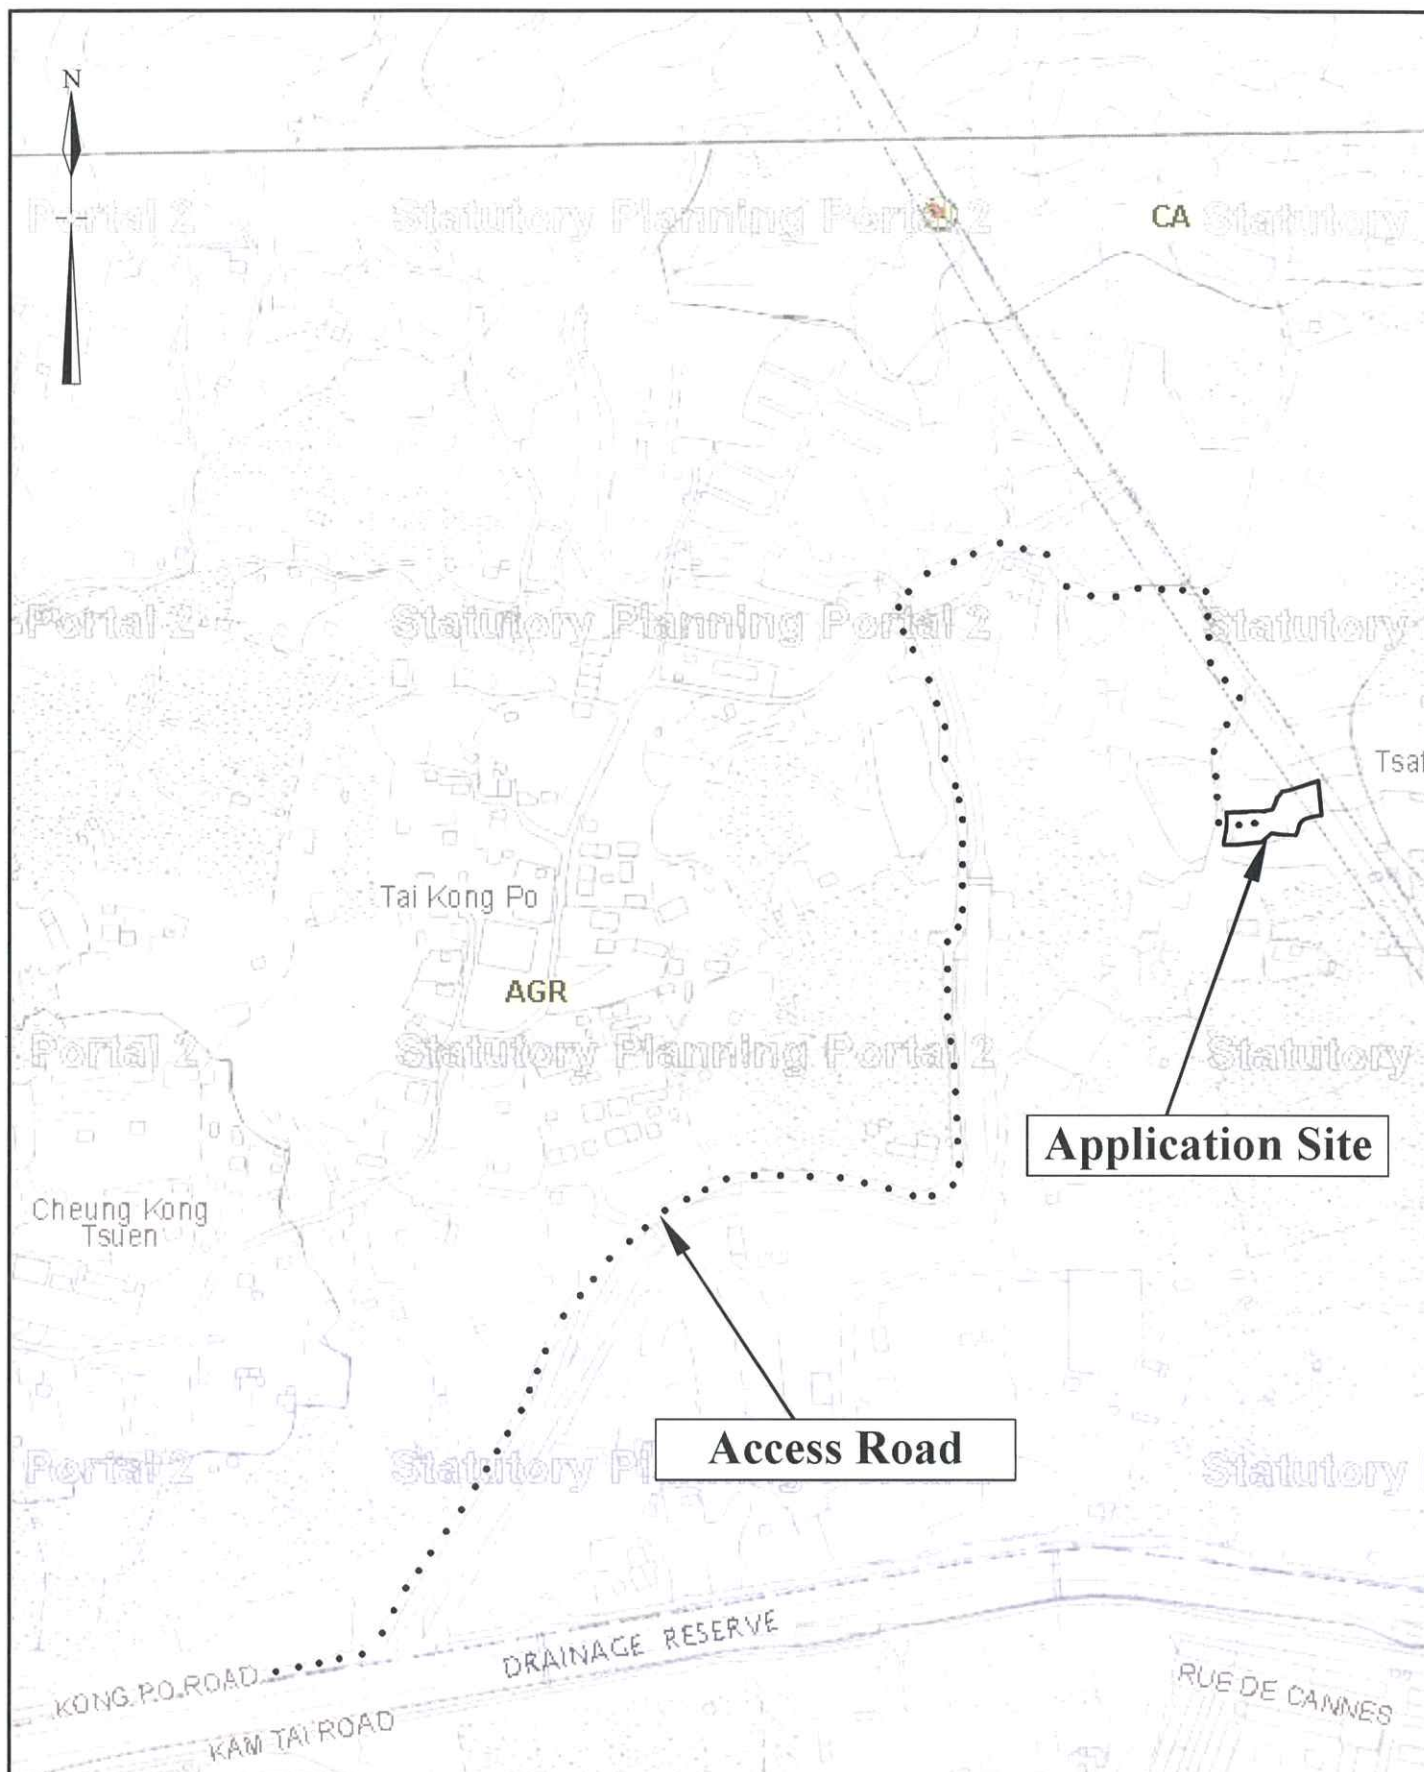 N
Portal 2
Statutory Planning Portal 2
CA
Statutory
Portal 2
Statutory Planning Portal 2
Statutory
Tai Kong Po
AGR
Portal 2
Statutory Planning Portal 2
Statutory
Application Site
Cheung Kong
Tsuen
Access Road
Portal 2
Statutory
Statutory
KONG PO ROAD
DRAINAGE RESERVE
KAM TAI ROAD
RUE DE CANNES